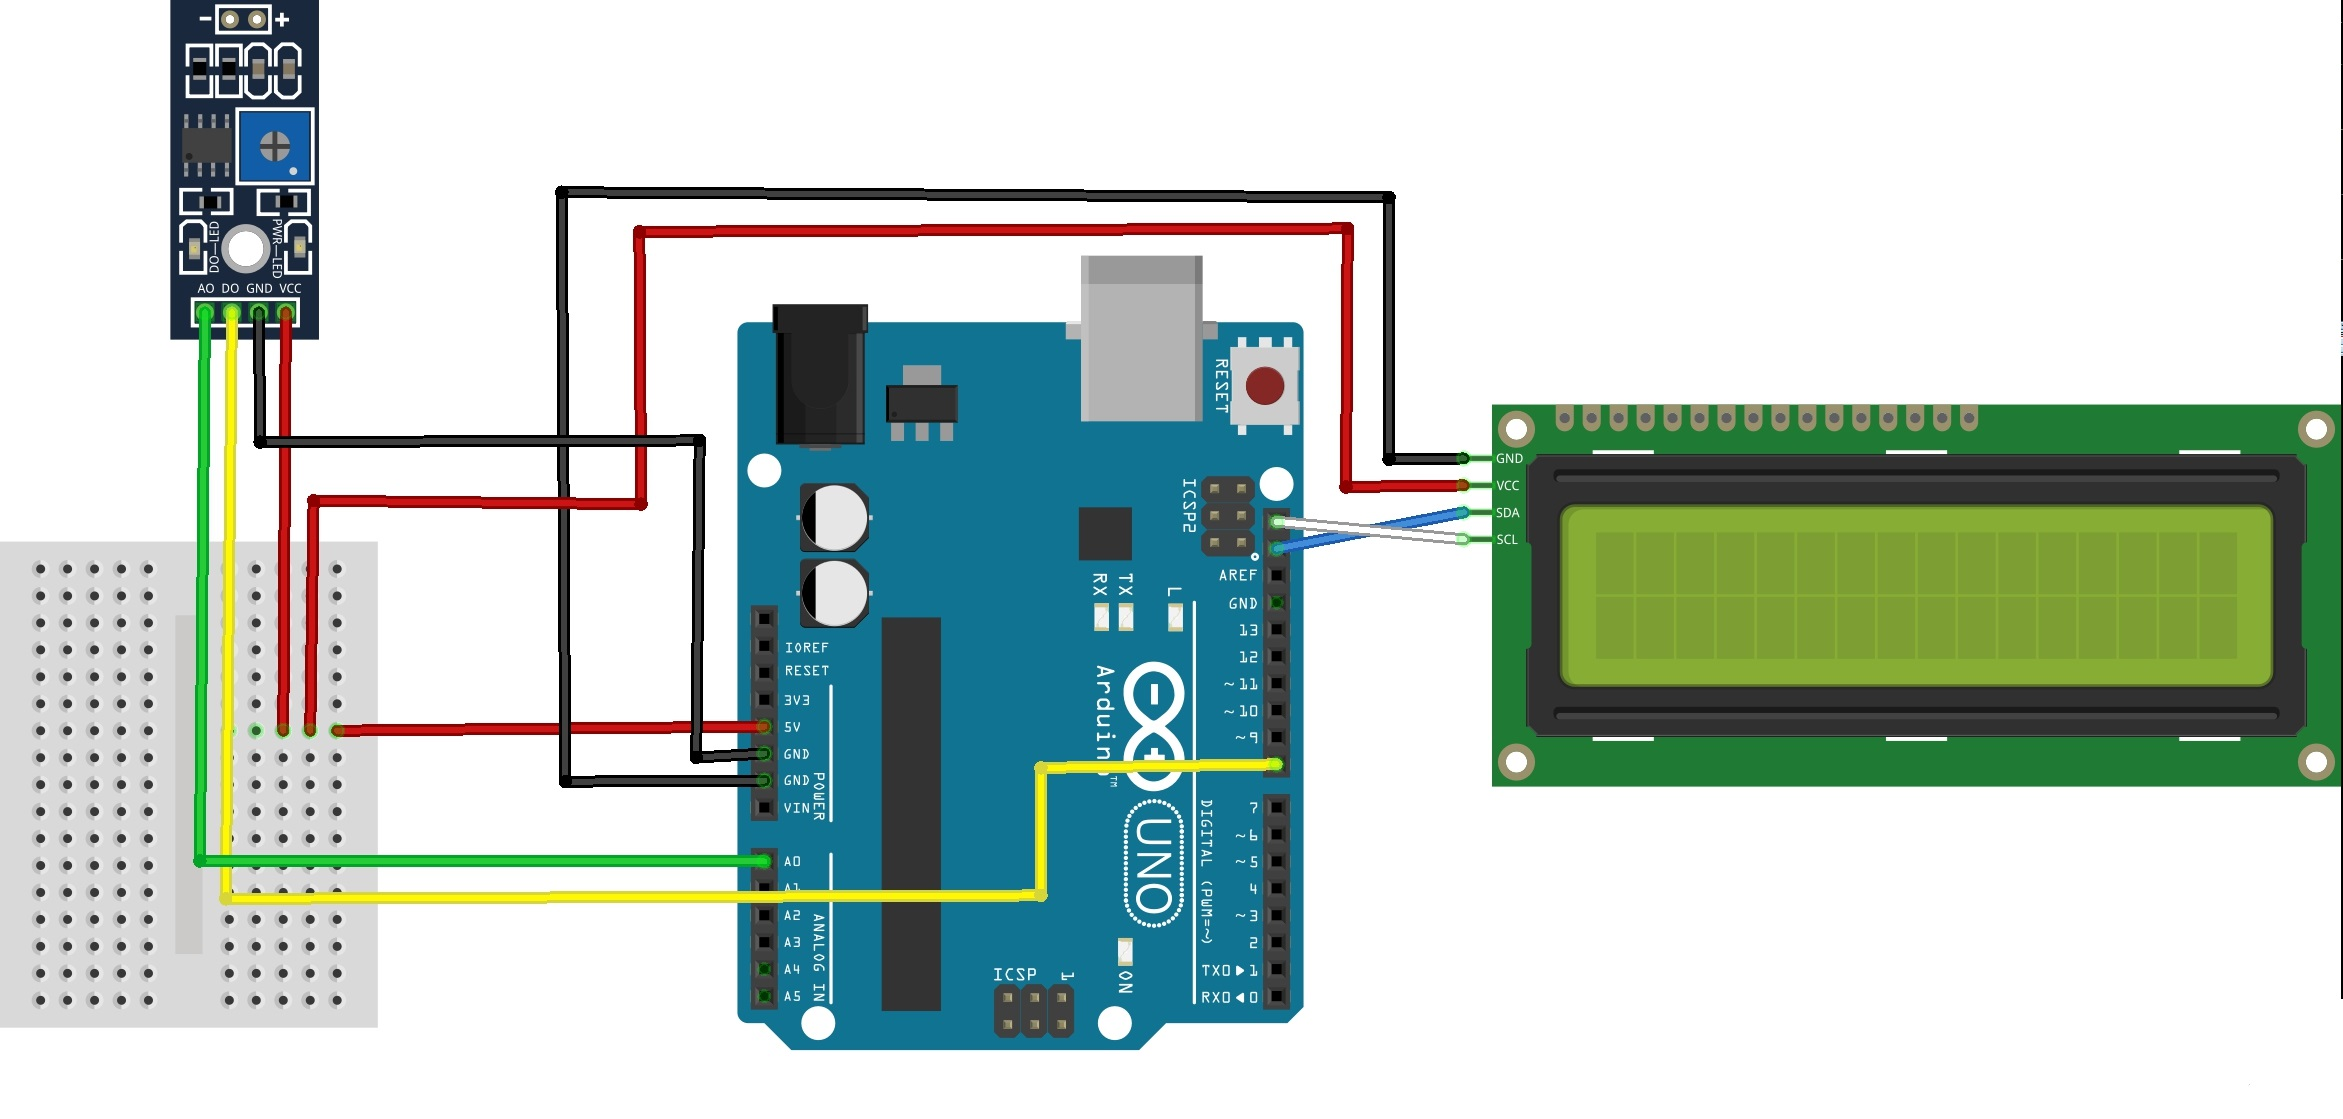 − +
DO—LED
PWR—LED
AO DO GND VCC
RESET
ICSP2
GND
VCC
SDA
SCL
AREF
GND
13
12
~11
~10
~9
7
~6
~5
4
~3
2
TX0▶1
RX0◀0
RX
TX
L
IOREF
RESET
3V3
5V
GND
GND
VIN
POWER
A0
A1
A2
A3
A4
A5
ANALOG IN
Arduino™
UNO
DIGITAL (PWM=~)
ICSP 1
ON